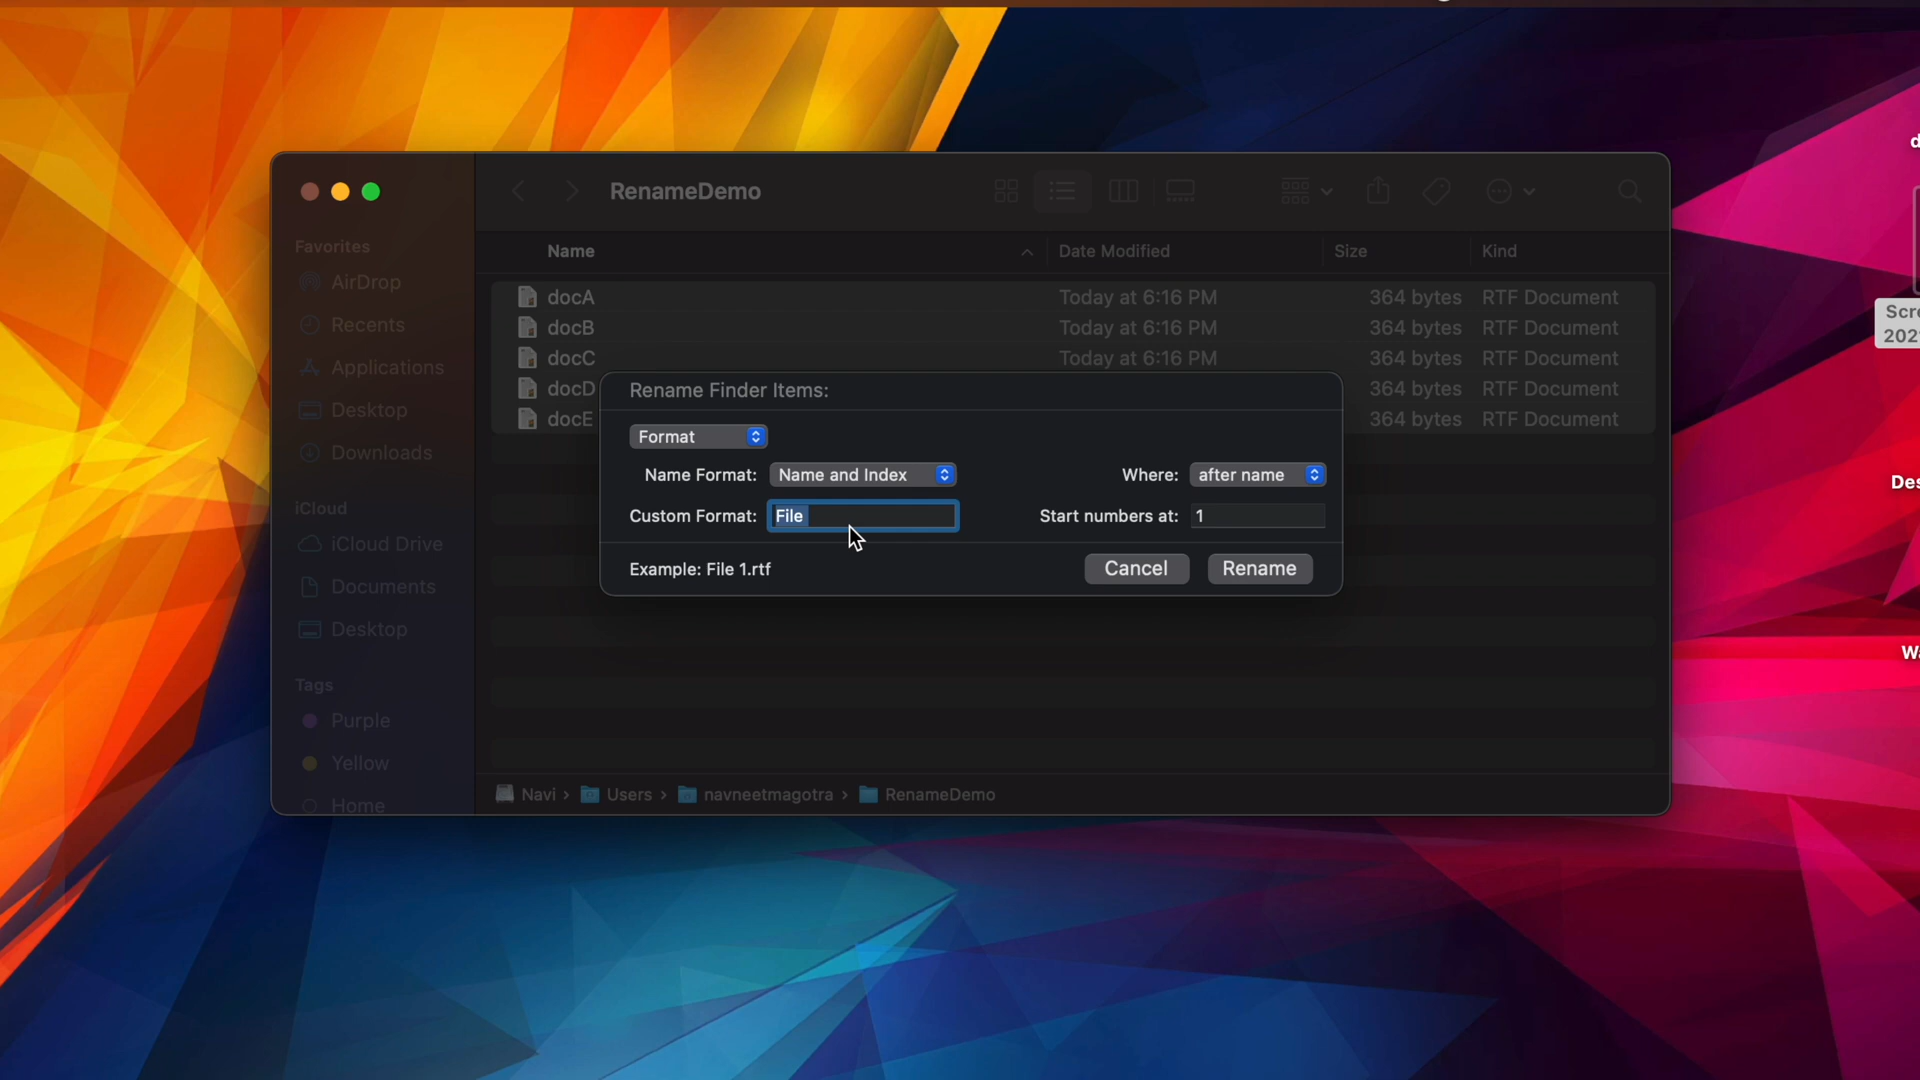 RenameDemo
Favorites
AirDrop
Recents
Applications
Desktop
Downloads
iCloud
iCloud Drive
Documents
Desktop
Tags
Purple
Yellow
Home
Name Date Modified Size Kind
docA Today at 6:16 PM 364 bytes RTF Document
docB Today at 6:16 PM 364 bytes RTF Document
docC Today at 6:16 PM 364 bytes RTF Document
docD 364 bytes RTF Document
docE 364 bytes RTF Document
Rename Finder Items:
Format
Name Format: Name and Index Where: after name
Custom Format: File Start numbers at: 1
Example: File 1.rtf Cancel Rename
Navi › Users › navneetmagotra › RenameDemo